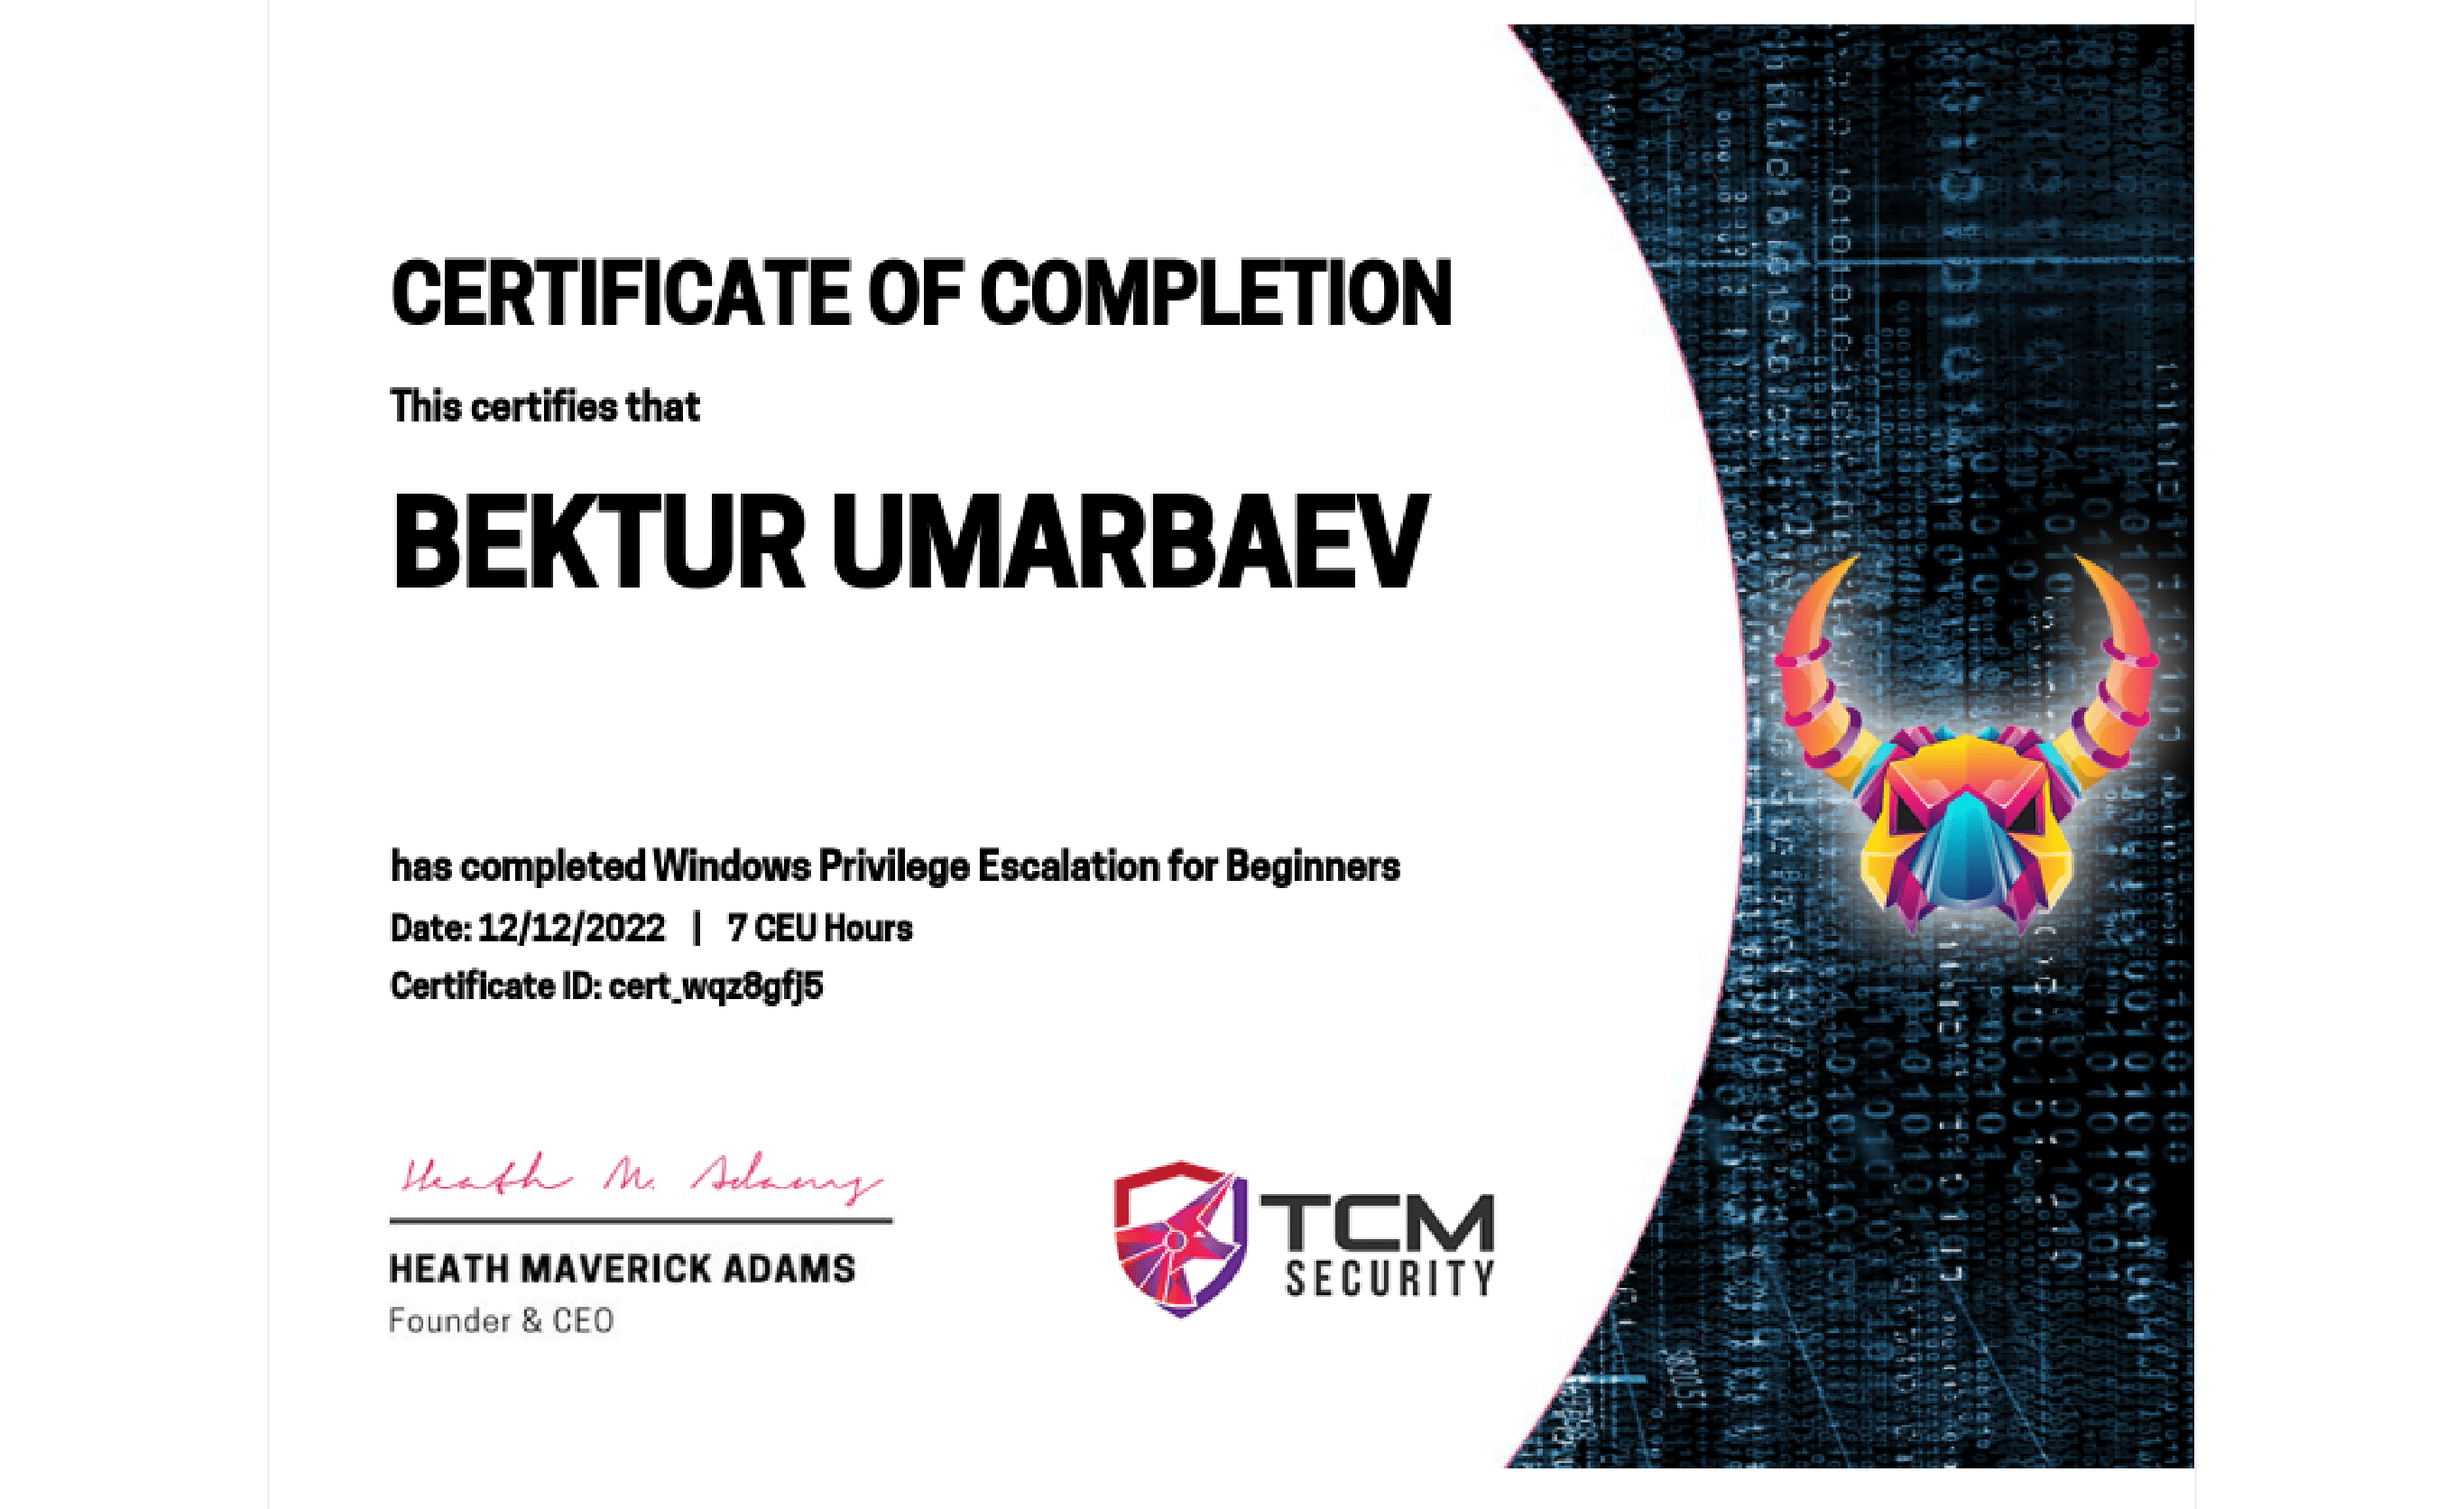 CERTIFICATE OF COMPLETION
This certifies that
BEKTUR UMARBAEV
has completed Windows Privilege Escalation for Beginners
Date: 12/12/2022 | 7 CEU Hours
Certificate ID: cert_wqz8gfj5
Heath M. Adams
HEATH MAVERICK ADAMS
Founder & CEO
TCM
SECURITY